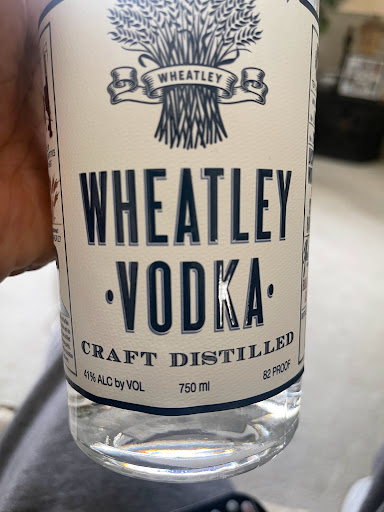 WHEATLEY
WHEATLEY
·VODKA·
CRAFT DISTILLED
41% ALC by VOL 750 ml 82 PROOF